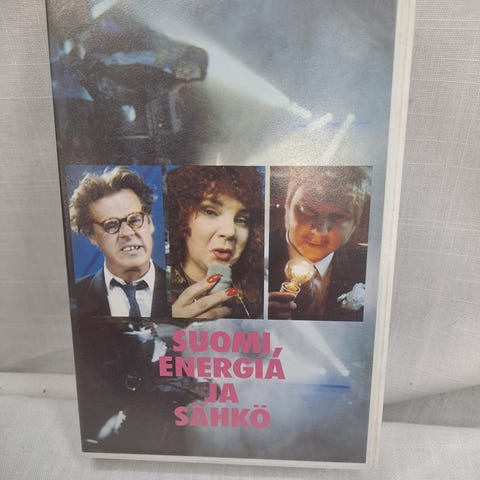 SUOMI,
ENERGIA
JA
SÄHKÖ